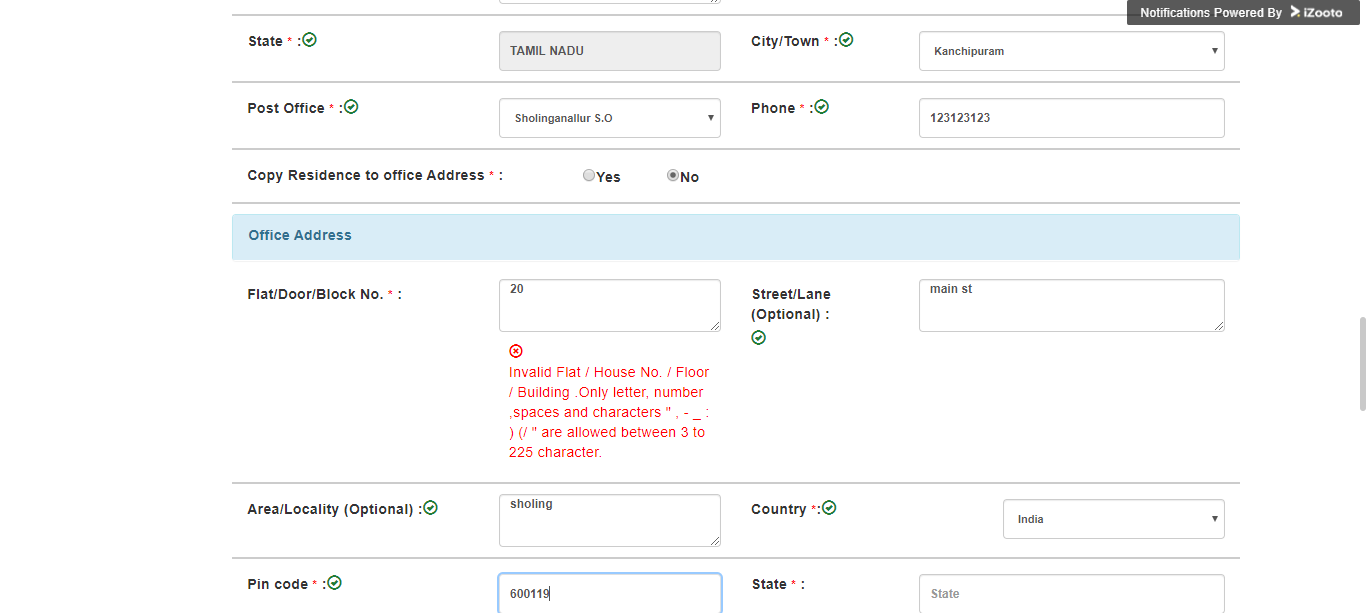 Notifications Powered By iZooto
State * :
TAMIL NADU
City/Town * :
Kanchipuram
Post Office * :
Sholinganallur S.O
Phone * :
123123123
Copy Residence to office Address * :
Yes
No
Office Address
Flat/Door/Block No. * :
20
Street/Lane
(Optional) :
main st
Invalid Flat / House No. / Floor
/ Building .Only letter, number
,spaces and characters " , - _ :
) (/ " are allowed between 3 to
225 character.
Area/Locality (Optional) :
sholing
Country *:
India
Pin code * :
600119
State * :
State